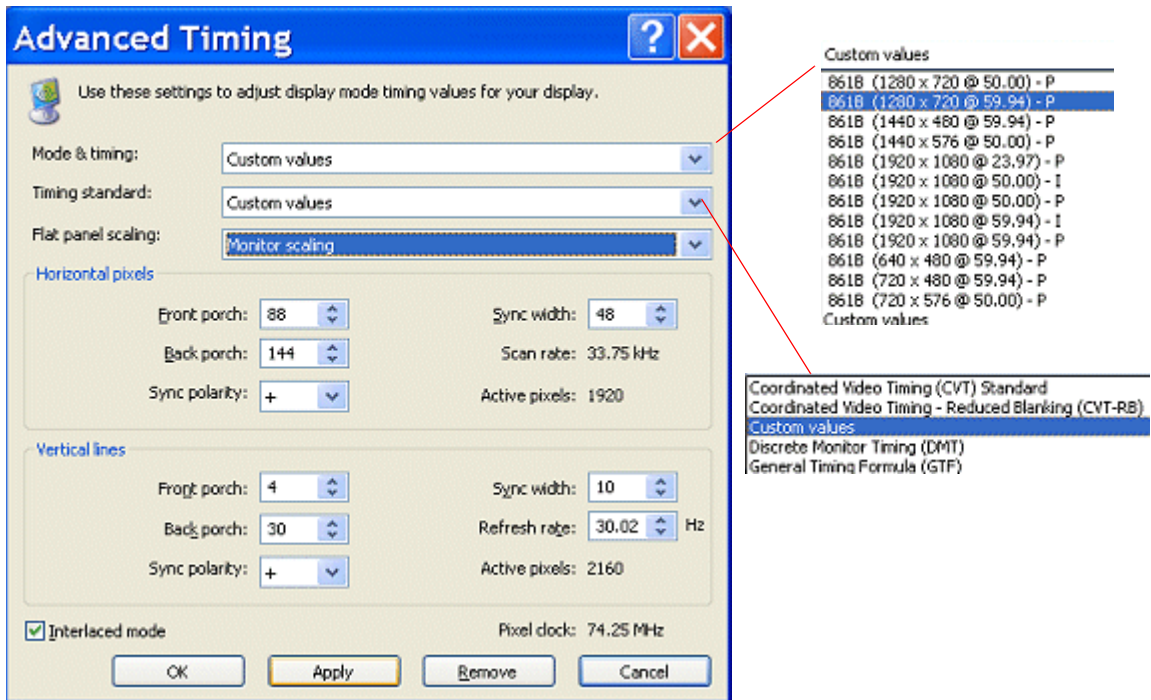 Advanced Timing
Use these settings to adjust display mode timing values for your display.
Mode & timing: Custom values
Timing standard: Custom values
Flat panel scaling: Monitor scaling
Horizontal pixels
Front porch: 88 Sync width: 48
Back porch: 144 Scan rate: 33.75 kHz
Sync polarity: + Active pixels: 1920
Vertical lines
Front porch: 4 Sync width: 10
Back porch: 30 Refresh rate: 30.02 Hz
Sync polarity: + Active pixels: 2160
Interlaced mode Pixel clock: 74.25 MHz
OK Apply Remove Cancel
Custom values
861B (1280 x 720 @ 50.00) - P
861B (1280 x 720 @ 59.94) - P
861B (1440 x 480 @ 59.94) - P
861B (1440 x 576 @ 50.00) - P
861B (1920 x 1080 @ 23.97) - P
861B (1920 x 1080 @ 50.00) - I
861B (1920 x 1080 @ 50.00) - P
861B (1920 x 1080 @ 59.94) - I
861B (1920 x 1080 @ 59.94) - P
861B (640 x 480 @ 59.94) - P
861B (720 x 480 @ 59.94) - P
861B (720 x 576 @ 50.00) - P
Custom values
Coordinated Video Timing (CVT) Standard
Coordinated Video Timing - Reduced Blanking (CVT-RB)
Custom values
Discrete Monitor Timing (DMT)
General Timing Formula (GTF)